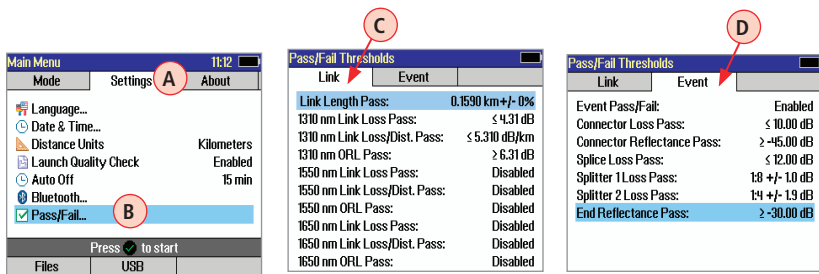 C
D
Main Menu 11:12
Mode Settings About
A
Language...
Date & Time...
Distance Units Kilometers
Launch Quality Check Enabled
Auto Off 15 min
Bluetooth...
Pass/Fail...
B
Press to start
Files USB
Pass/Fail Thresholds
Link Event
Link Length Pass: 0.1590 km+/- 0%
1310 nm Link Loss Pass: ≤ 4.31 dB
1310 nm Link Loss/Dist. Pass: ≤ 5.310 dB/km
1310 nm ORL Pass: ≥ 6.31 dB
1550 nm Link Loss Pass: Disabled
1550 nm Link Loss/Dist. Pass: Disabled
1550 nm ORL Pass: Disabled
1650 nm Link Loss Pass: Disabled
1650 nm Link Loss/Dist. Pass: Disabled
1650 nm ORL Pass: Disabled
Pass/Fail Thresholds
Link Event
Event Pass/Fail: Enabled
Connector Loss Pass: ≤ 10.00 dB
Connector Reflectance Pass: ≥ -45.00 dB
Splice Loss Pass: ≤ 12.00 dB
Splitter 1 Loss Pass: 1:8 +/- 1.0 dB
Splitter 2 Loss Pass: 1:4 +/- 1.9 dB
End Reflectance Pass: ≥ -30.00 dB